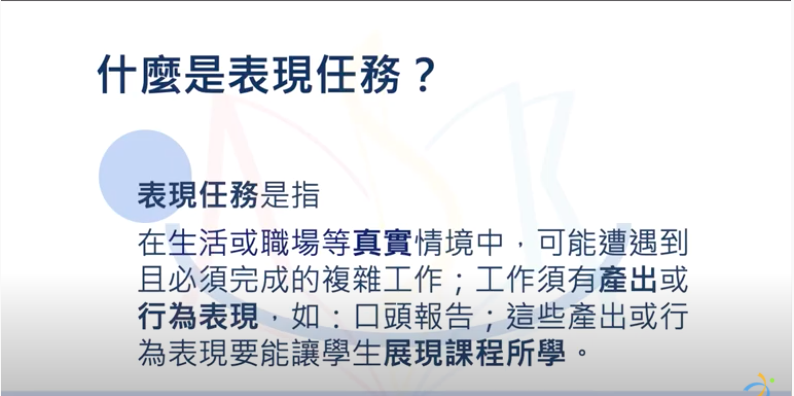 什麼是表現任務？
表現任務是指
在生活或職場等真實情境中，可能遭遇到
且必須完成的複雜工作；工作須有產出或
行為表現，如：口頭報告；這些產出或行
為表現要能讓學生展現課程所學。